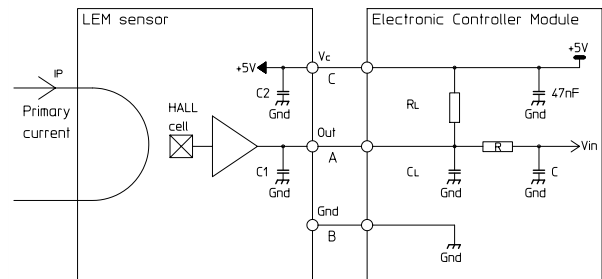 LEM sensor
Electronic Controller Module
IP
Primary
current
HALL
cell
+5V
C2
Gnd
C1
Gnd
Vc
C
Out
A
Gnd
B
+5V
RL
47nF
Gnd
R
Vin
CL
Gnd
C
Gnd
Gnd